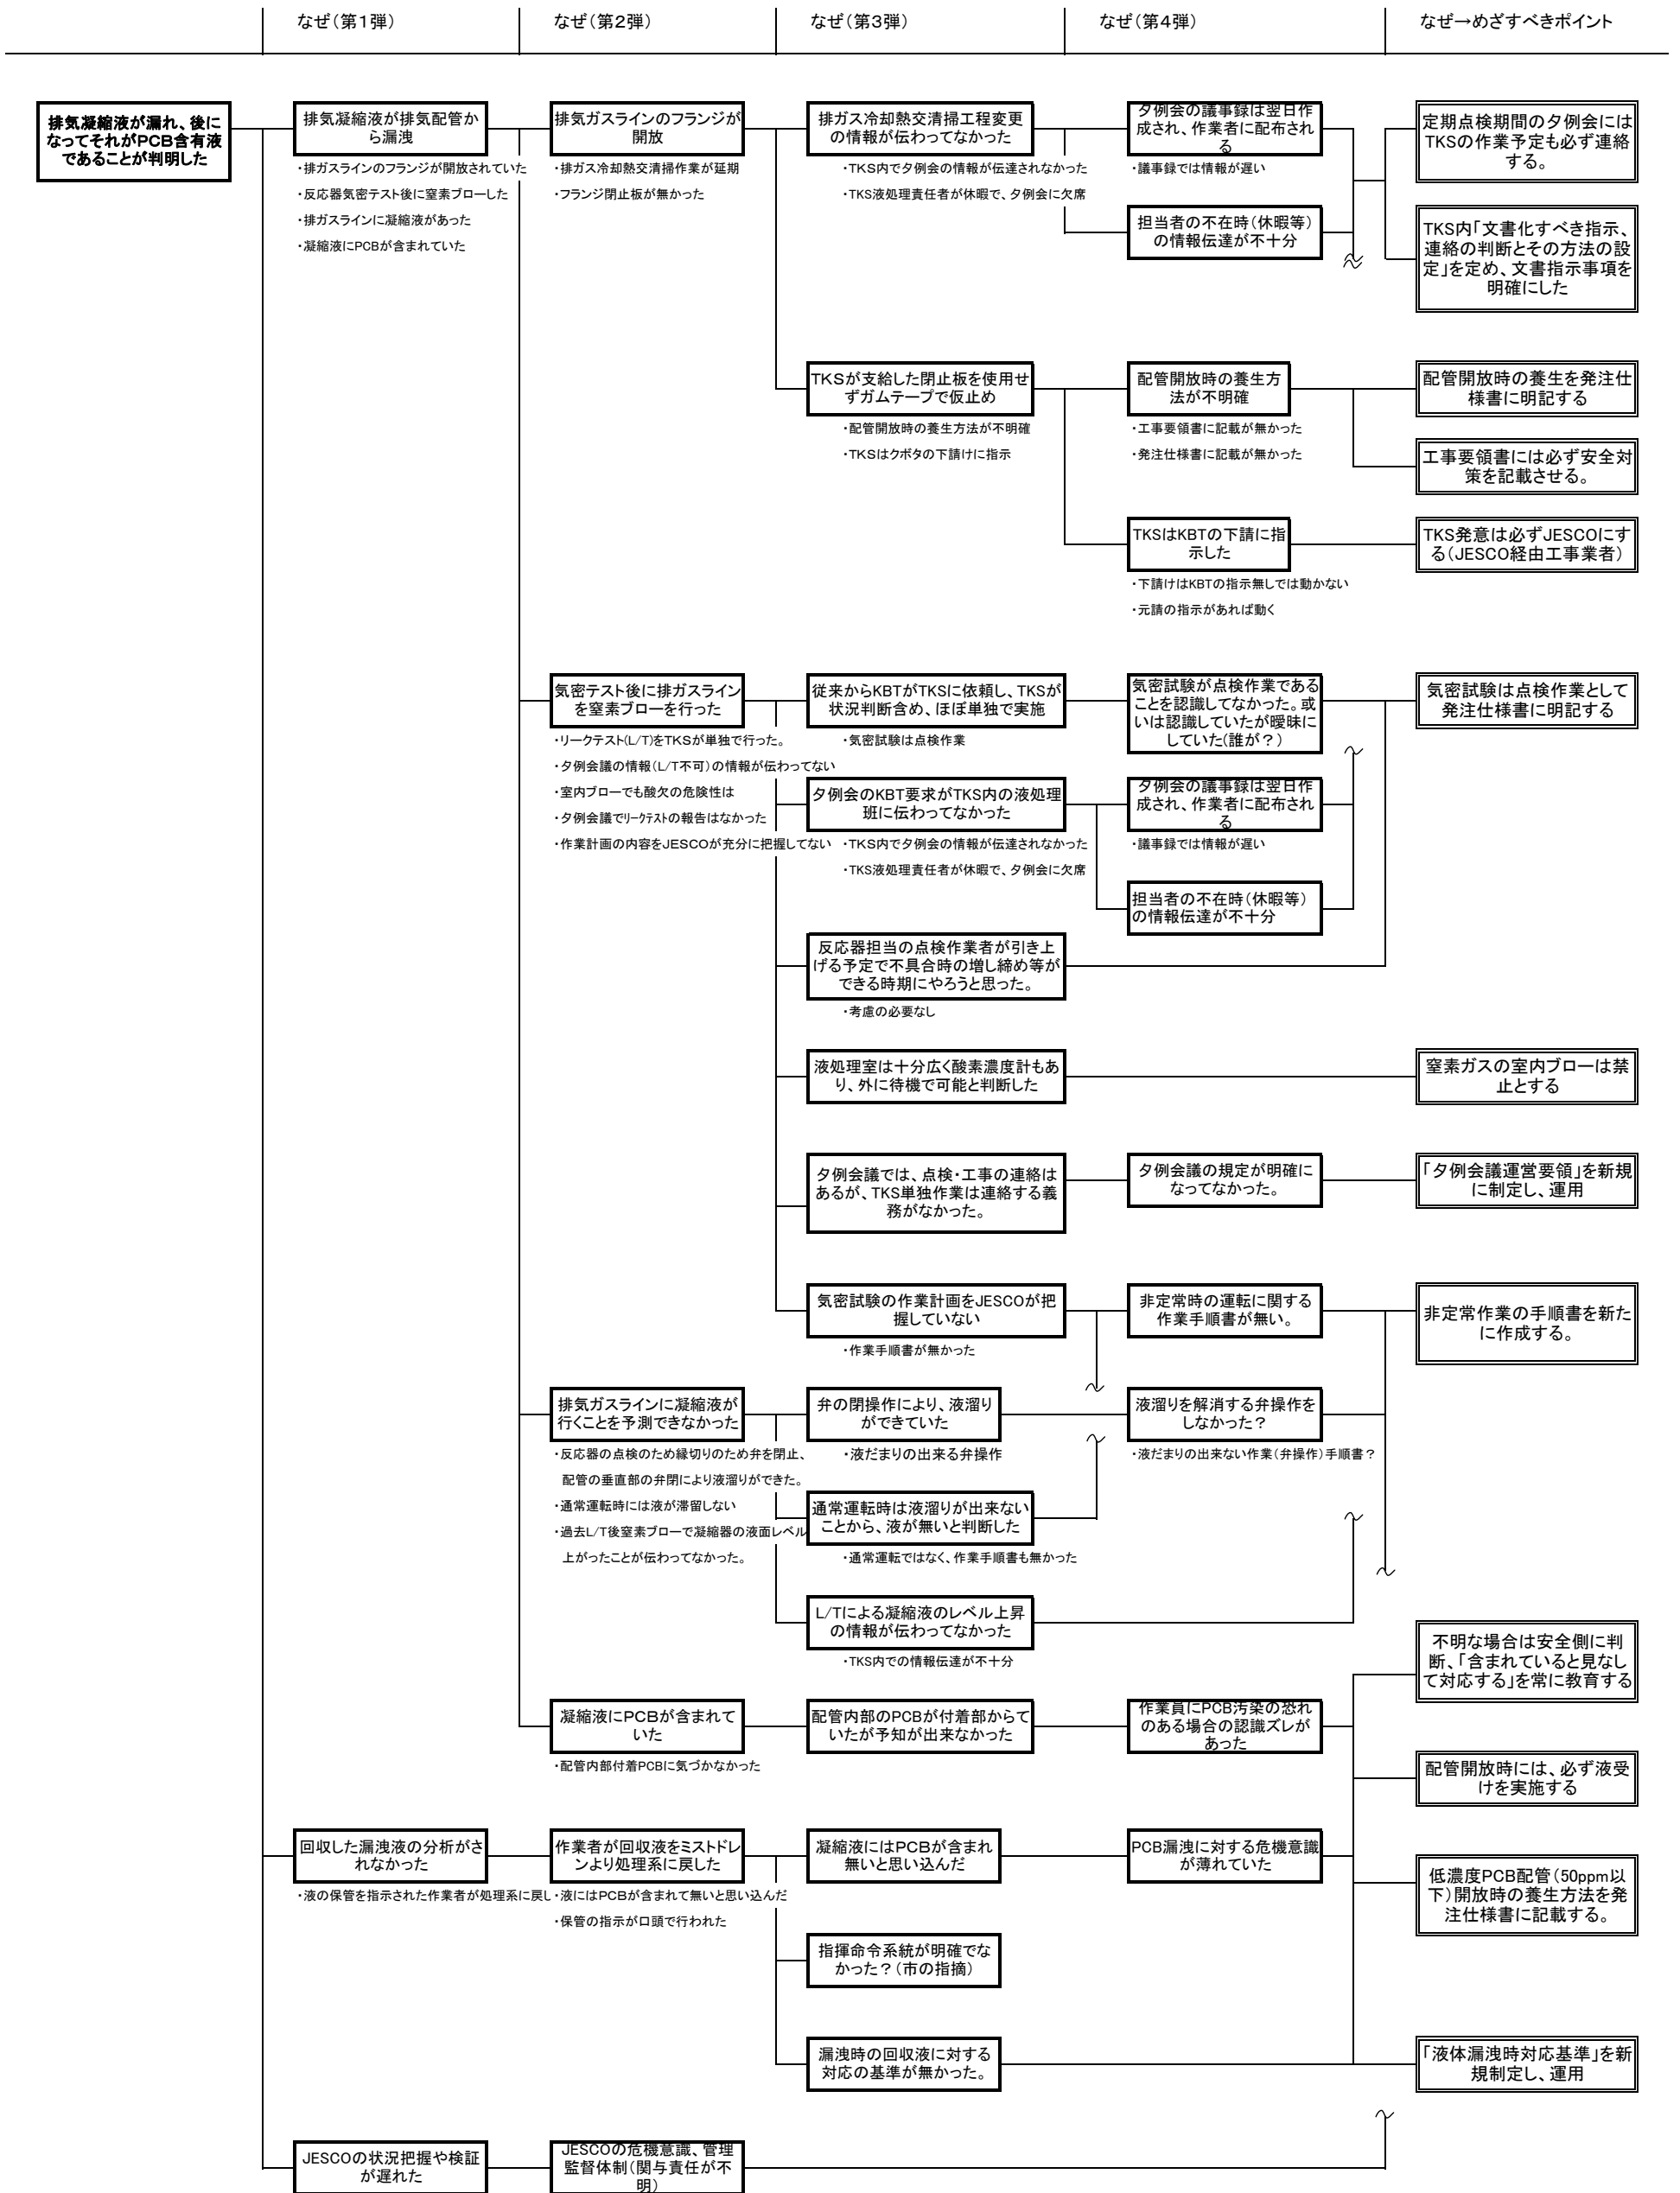 なぜ（第1弾）
なぜ（第2弾）
なぜ（第3弾）
なぜ（第4弾）
なぜ→めざすべきポイント
排気凝縮液が漏れ、後に
なってそれがPCB含有液
であることが判明した
排気凝縮液が排気配管か
ら漏洩
・排ガスラインのフランジが開放されていた
・反応器気密テスト後に窒素ブローした
・排ガスラインに凝縮液があった
・凝縮液にPCBが含まれていた
排気ガスラインのフランジが
開放
・排ガス冷却熱交清掃作業が延期
・フランジ閉止板が無かった
排ガス冷却熱交清掃工程変更
の情報が伝わってなかった
・TKS内で夕例会の情報が伝達されなかった
・TKS液処理責任者が休暇で、夕例会に欠席
夕例会の議事録は翌日作
成され、作業者に配布され
る
・議事録では情報が遅い
担当者の不在時（休暇等）
の情報伝達が不十分
定期点検期間の夕例会には
TKSの作業予定も必ず連絡
する。
TKS内「文書化すべき指示、
連絡の判断とその方法の設
定」を定め、文書指示事項を
明確にした
TKSが支給した閉止板を使用せ
ずガムテープで仮止め
・配管開放時の養生方法が不明確
・TKSはクボタの下請けに指示
配管開放時の養生方
法が不明確
・工事要領書に記載が無かった
・発注仕様書に記載が無かった
配管開放時の養生を発注仕
様書に明記する
工事要領書には必ず安全対
策を記載させる。
TKSはKBTの下請に指
示した
・下請けはKBTの指示無しでは動かない
・元請の指示があれば動く
TKS発意は必ずJESCOにす
る（JESCO経由工事業者）
気密テスト後に排ガスライン
を窒素ブローを行った
・リークテスト(L/T)をTKSが単独で行った。
・夕例会議の情報（L/T不可）の情報が伝わってない
・室内ブローでも酸欠の危険性は
・夕例会議でリークテストの報告はなかった
・作業計画の内容をJESCOが充分に把握してない
従来からKBTがTKSに依頼し、TKSが
状況判断含め、ほぼ単独で実施
・気密試験は点検作業
気密試験が点検作業である
ことを認識してなかった。或
いは認識していたが曖昧に
していた(誰が？)
気密試験は点検作業として
発注仕様書に明記する
夕例会のKBT要求がTKS内の液処理
班に伝わってなかった
・TKS内で夕例会の情報が伝達されなかった
・TKS液処理責任者が休暇で、夕例会に欠席
夕例会の議事録は翌日作
成され、作業者に配布され
る
・議事録では情報が遅い
担当者の不在時（休暇等）
の情報伝達が不十分
反応器担当の点検作業者が引き上
げる予定で不具合時の増し締め等が
できる時期にやろうと思った。
・考慮の必要なし
液処理室は十分広く酸素濃度計もあ
り、外に待機で可能と判断した
窒素ガスの室内ブローは禁
止とする
夕例会議では、点検・工事の連絡は
あるが、TKS単独作業は連絡する義
務がなかった。
夕例会議の規定が明確に
なってなかった。
「夕例会議運営要領」を新規
に制定し、運用
気密試験の作業計画をJESCOが把
握していない
・作業手順書が無かった
非定常時の運転に関する
作業手順書が無い。
非定常作業の手順書を新た
に作成する。
排気ガスラインに凝縮液が
行くことを予測できなかった
・反応器の点検のため縁切りのため弁を閉止、
配管の垂直部の弁閉により液溜りができた。
・通常運転時には液が滞留しない
・過去L/T後窒素ブローで凝縮器の液面レベル
上がったことが伝わってなかった。
弁の閉操作により、液溜り
ができていた
・液だまりの出来る弁操作
液溜りを解消する弁操作を
しなかった？
・液だまりの出来ない作業（弁操作）手順書？
通常運転時は液溜りが出来ない
ことから、液が無いと判断した
・通常運転ではなく、作業手順書も無かった
L/Tによる凝縮液のレベル上昇
の情報が伝わってなかった
・TKS内での情報伝達が不十分
不明な場合は安全側に判
断、「含まれていると見なし
て対応する」を常に教育する
凝縮液にPCBが含まれて
いた
・配管内部付着PCBに気づかなかった
配管内部のPCBが付着部からて
いたが予知が出来なかった
作業員にPCB汚染の恐れ
のある場合の認識ズレが
あった
配管開放時には、必ず液受
けを実施する
回収した漏洩液の分析がさ
れなかった
・液の保管を指示された作業者が処理系に戻し
作業者が回収液をミストドレ
ンより処理系に戻した
・液にはPCBが含まれて無いと思い込んだ
・保管の指示が口頭で行われた
凝縮液にはPCBが含まれ
無いと思い込んだ
PCB漏洩に対する危機意識
が薄れていた
低濃度PCB配管（50ppm以
下）開放時の養生方法を発
注仕様書に記載する。
指揮命令系統が明確でな
かった？（市の指摘）
漏洩時の回収液に対する
対応の基準が無かった。
「液体漏洩時対応基準」を新
規制定し、運用
JESCOの状況把握や検証
が遅れた
JESCOの危機意識、管理
監督体制（関与責任が不
明）